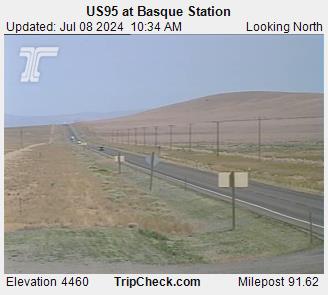 US95 at Basque Station
Updated: Jul 08 2024 10:34 AM Looking North
Elevation 4460 TripCheck.com Milepost 91.62